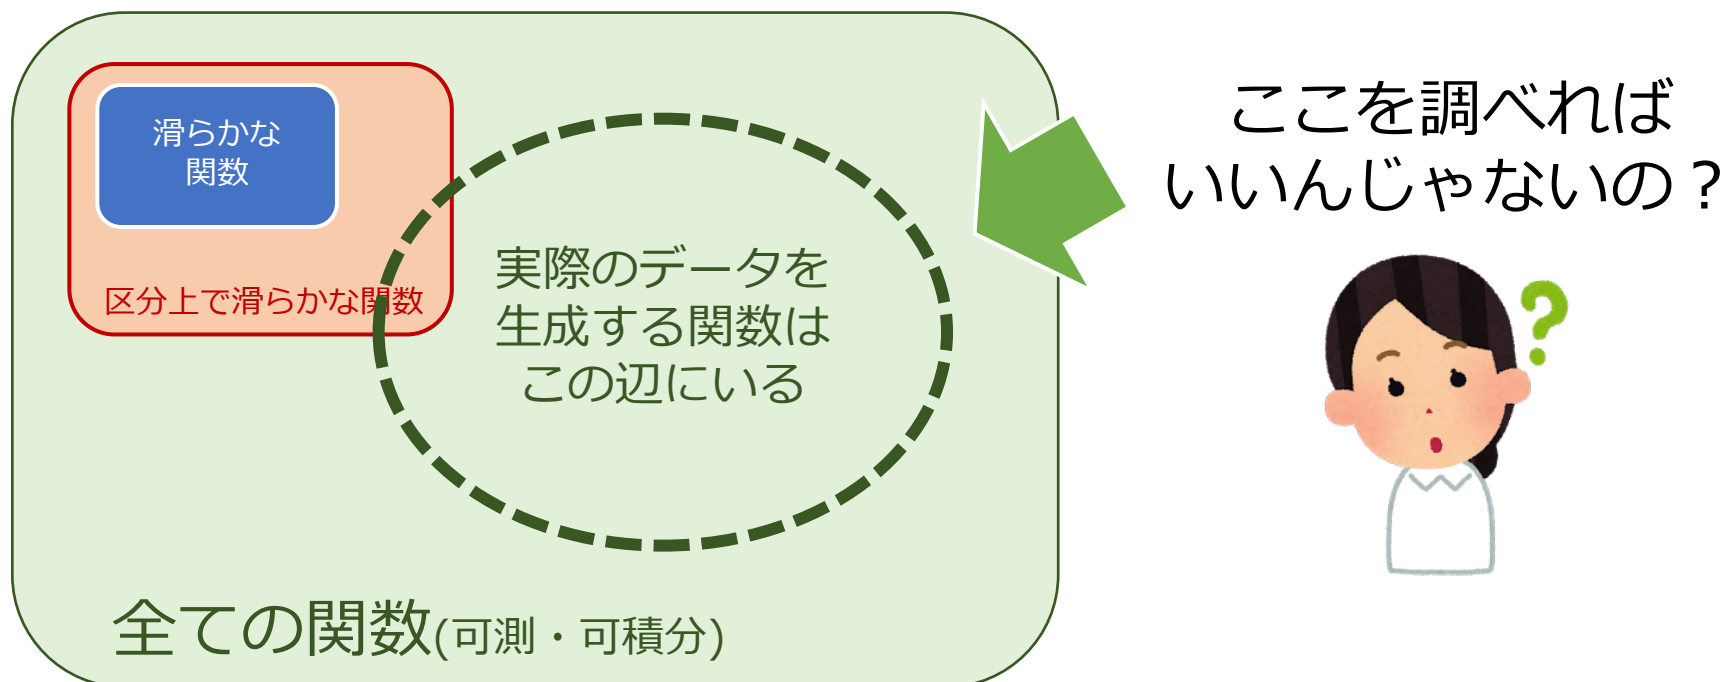 滑らかな
関数
区分上で滑らかな関数
実際のデータを
生成する関数は
この辺にいる
全ての関数(可測・可積分)
ここを調べれば
いいんじゃないの？
?